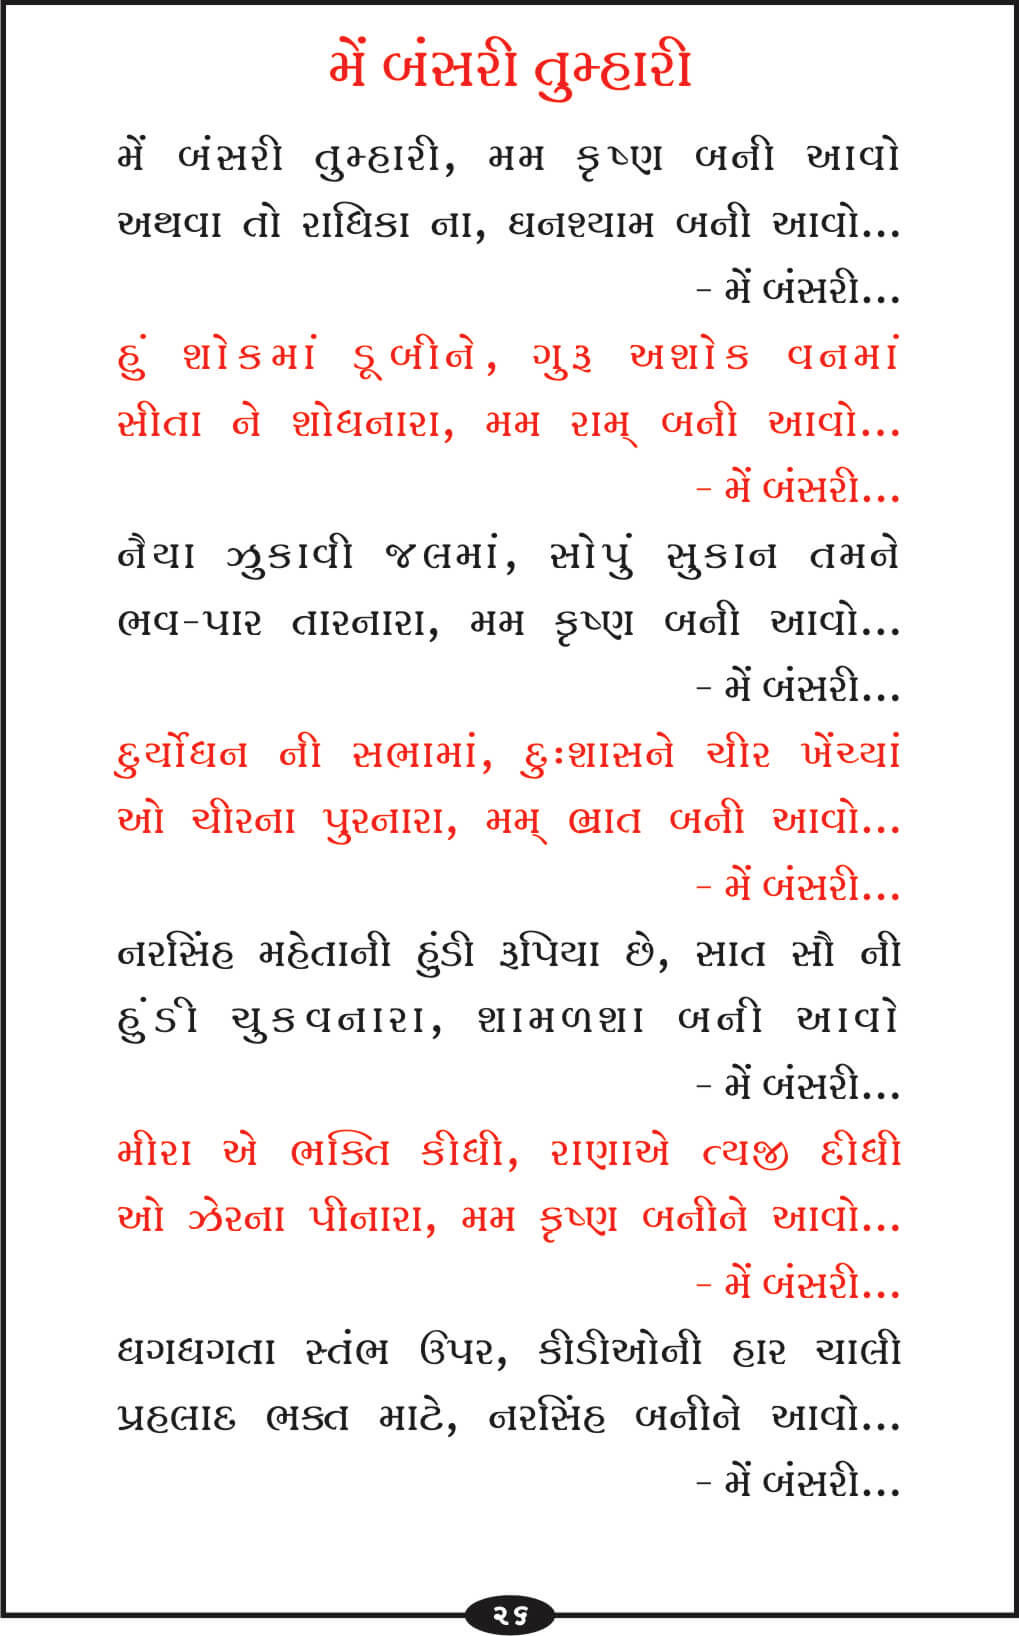 મેં બંસરી તુમ્હારી
મેં બંસરી તુમ્હારી, મમ કૃષ્ણ બની આવો
અથવા તો રાધિકા ના, ઘનશ્યામ બની આવો...
- મેં બંસરી...
હું શોકમાં ડૂબીને, ગુરૂ અશોક વનમાં
સીતા ને શોધનારા, મમ રામ્ બની આવો...
- મેં બંસરી...
નૈયા ઝુકાવી જલમાં, સોપું સુકાન તમને
ભવ-પાર તારનારા, મમ કૃષ્ણ બની આવો...
- મેં બંસરી...
દુર્યોધન ની સભામાં, દુઃશાસને ચીર ખેંચ્યાં
ઓ ચીરના પુરનારા, મમ્ ભ્રાત બની આવો...
- મેં બંસરી...
નરસિંહ મહેતાની હુંડી રૂપિયા છે, સાત સૌ ની
હુંડી ચુકવનારા, શામળશા બની આવો
- મેં બંસરી...
મીરા એ ભક્તિ કીધી, રાણાએ ત્યજી દીધી
ઓ ઝેરના પીનારા, મમ કૃષ્ણ બનીને આવો...
- મેં બંસરી...
ધગધગતા સ્તંભ ઉપર, કીડીઓની હાર ચાલી
પ્રહલાદ ભક્ત માટે, નરસિંહ બનીને આવો...
- મેં બંસરી...
૨૬